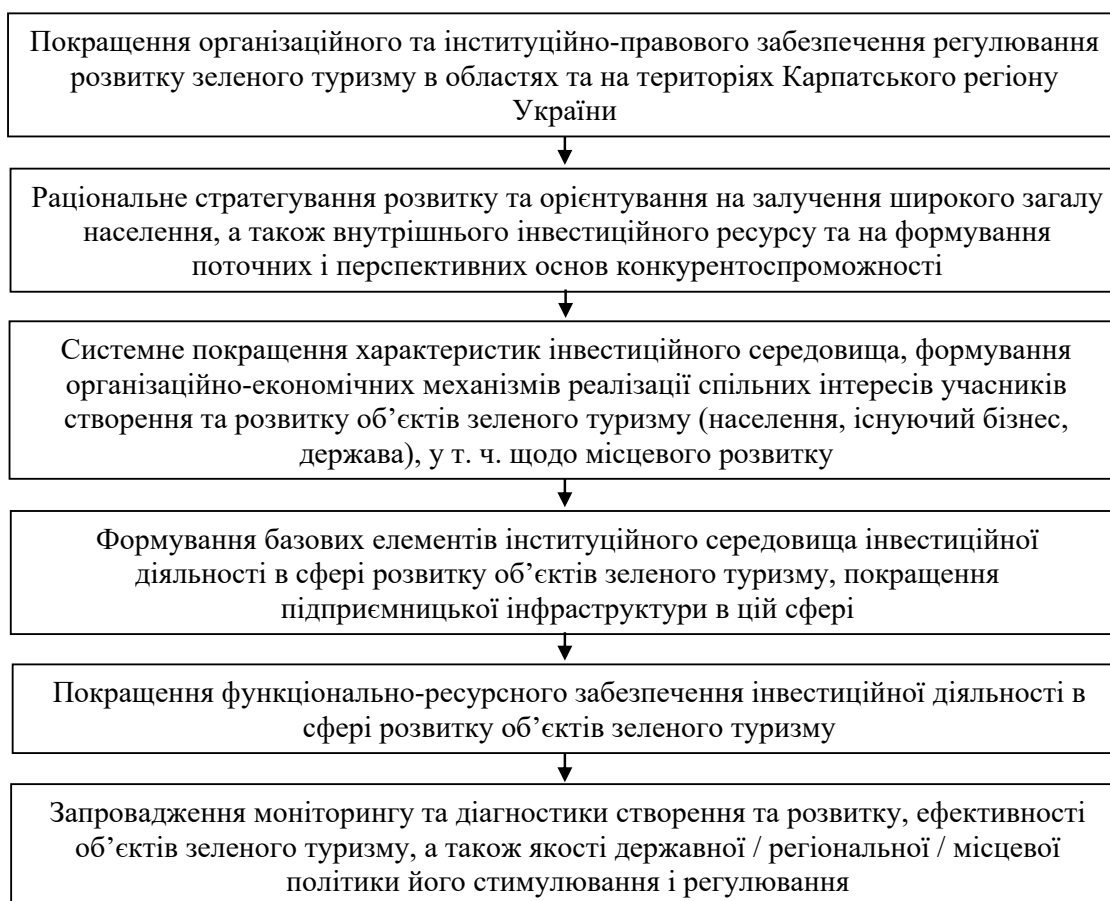 Покращення організаційного та інституційно-правового забезпечення регулювання
розвитку зеленого туризму в областях та на територіях Карпатського регіону
України
Раціональне стратегування розвитку та орієнтування на залучення широкого загалу
населення, а також внутрішнього інвестиційного ресурсу та на формування
поточних і перспективних основ конкурентоспроможності
Системне покращення характеристик інвестиційного середовища, формування
організаційно-економічних механізмів реалізації спільних інтересів учасників
створення та розвитку об’єктів зеленого туризму (населення, існуючий бізнес,
держава), у т. ч. щодо місцевого розвитку
Формування базових елементів інституційного середовища інвестиційної
діяльності в сфері розвитку об’єктів зеленого туризму, покращення
підприємницької інфраструктури в цій сфері
Покращення функціонально-ресурсного забезпечення інвестиційної діяльності в
сфері розвитку об’єктів зеленого туризму
Запровадження моніторингу та діагностики створення та розвитку, ефективності
об’єктів зеленого туризму, а також якості державної / регіональної / місцевої
політики його стимулювання і регулювання